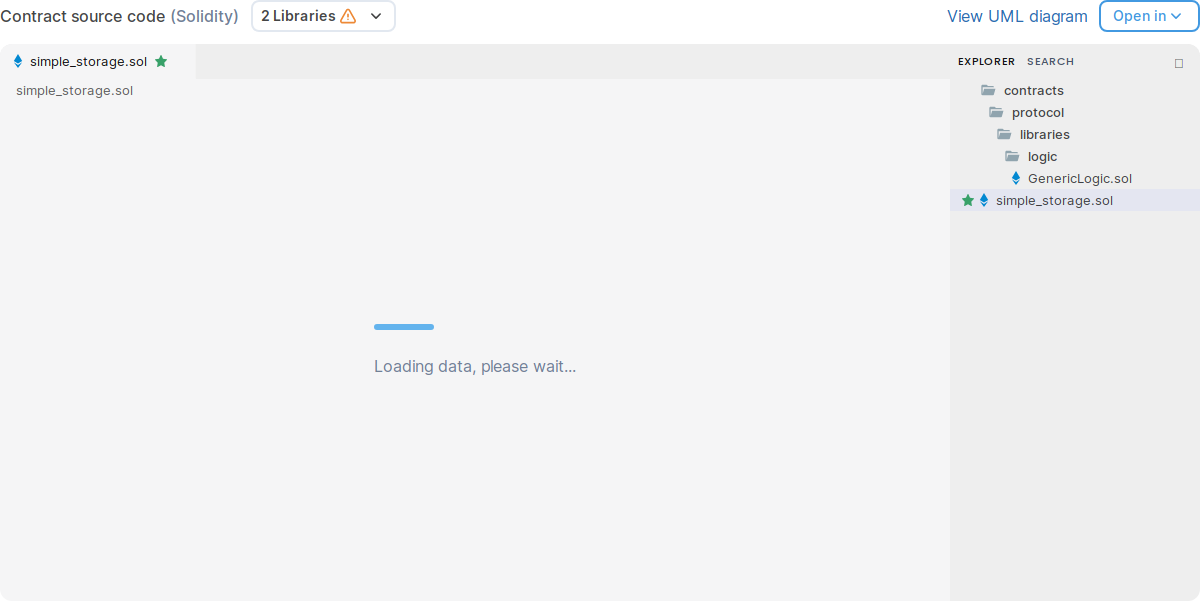 Contract source code (Solidity)
2 Libraries
View UML diagram
Open in
simple_storage.sol
simple_storage.sol
Loading data, please wait...
EXPLORER SEARCH
contracts
protocol
libraries
logic
GenericLogic.sol
simple_storage.sol